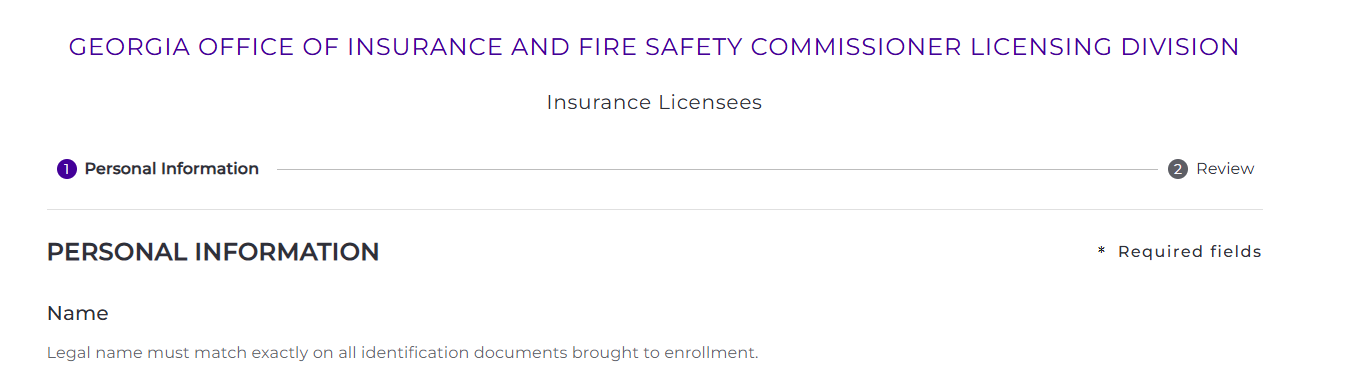 GEORGIA OFFICE OF INSURANCE AND FIRE SAFETY COMMISSIONER LICENSING DIVISION
Insurance Licensees
1 Personal Information
2 Review
PERSONAL INFORMATION
* Required fields
Name
Legal name must match exactly on all identification documents brought to enrollment.